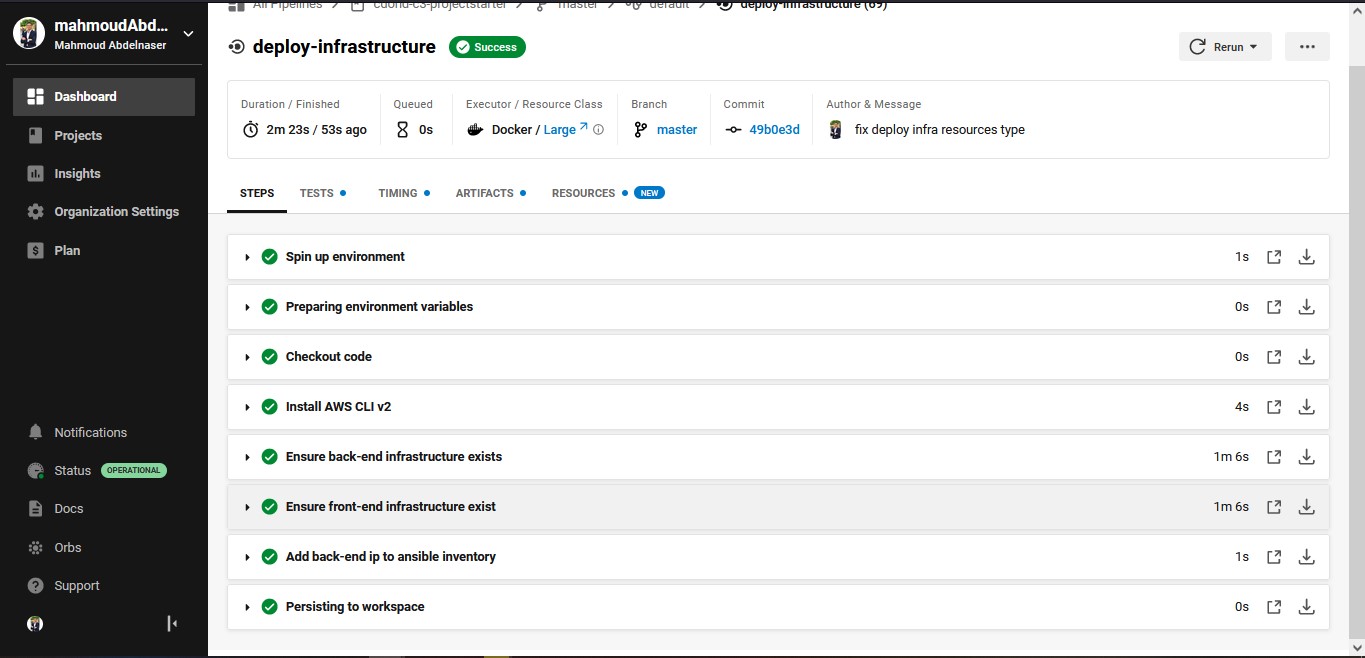 mahmoudAbd...
Mahmoud Abdelnaser
Dashboard
Projects
Insights
Organization Settings
Plan
Notifications
Status OPERATIONAL
Docs
Orbs
Support
All Pipelines master default deploy-infrastructure (69)
deploy-infrastructure Success
Rerun
Duration / Finished
2m 23s / 53s ago
Queued
0s
Executor / Resource Class
Docker / Large
Branch
master
Commit
49b0e3d
Author & Message
fix deploy infra resources type
STEPS TESTS TIMING ARTIFACTS RESOURCES NEW
Spin up environment 1s
Preparing environment variables 0s
Checkout code 0s
Install AWS CLI v2 4s
Ensure back-end infrastructure exists 1m 6s
Ensure front-end infrastructure exist 1m 6s
Add back-end ip to ansible inventory 1s
Persisting to workspace 0s